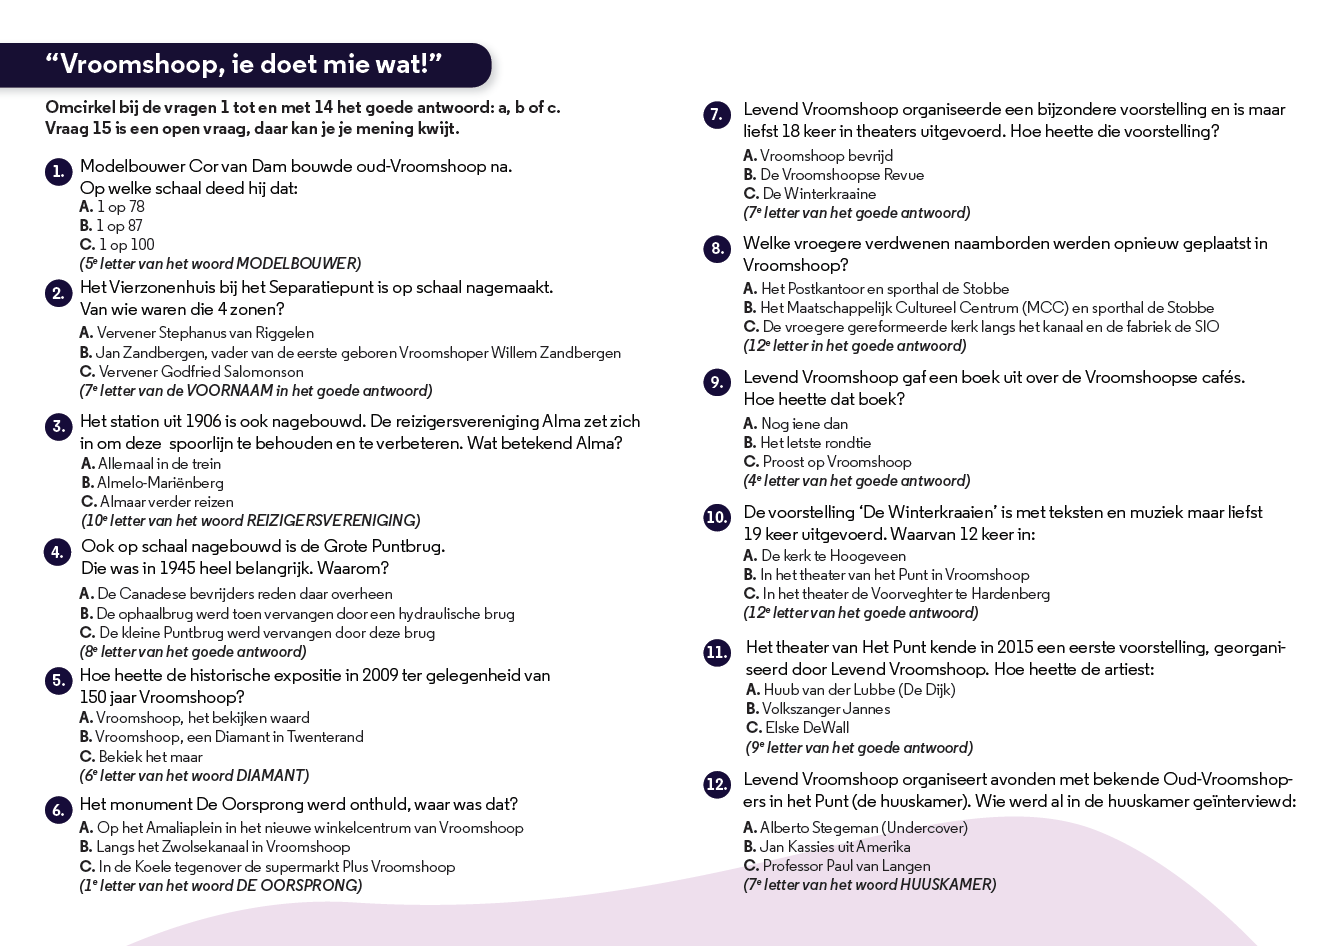 “Vroomshoop, ie doet mie wat!”
Omcirkel bij de vragen 1 tot en met 14 het goede antwoord: a, b of c.
Vraag 15 is een open vraag, daar kan je je mening kwijt.
1. Modelbouwer Cor van Dam bouwde oud-Vroomshoop na.
Op welke schaal deed hij dat:
A. 1 op 78
B. 1 op 87
C. 1 op 100
(5e letter van het woord MODELBOUWER)
2. Het Vierzonenhuis bij het Separatiepunt is op schaal nagemaakt.
Van wie waren die 4 zonen?
A. Vervener Stephanus van Riggelen
B. Jan Zandbergen, vader van de eerste geboren Vroomshoper Willem Zandbergen
C. Vervener Godfried Salomonson
(7e letter van de VOORNAAM in het goede antwoord)
3. Het station uit 1906 is ook nagebouwd. De reizigersvereniging Alma zet zich
in om deze  spoorlijn te behouden en te verbeteren. Wat betekend Alma?
A. Allemaal in de trein
B. Almelo-Mariënberg
C. Almaar verder reizen
(10e letter van het woord REIZIGERSVERENIGING)
4. Ook op schaal nagebouwd is de Grote Puntbrug.
Die was in 1945 heel belangrijk. Waarom?
A. De Canadese bevrijders reden daar overheen
B. De ophaalbrug werd toen vervangen door een hydraulische brug
C. De kleine Puntbrug werd vervangen door deze brug
(8e letter van het goede antwoord)
5. Hoe heette de historische expositie in 2009 ter gelegenheid van
150 jaar Vroomshoop?
A. Vroomshoop, het bekijken waard
B. Vroomshoop, een Diamant in Twenterand
C. Bekiek het maar
(6e letter van het woord DIAMANT)
6. Het monument De Oorsprong werd onthuld, waar was dat?
A. Op het Amaliaplein in het nieuwe winkelcentrum van Vroomshoop
B. Langs het Zwolsekanaal in Vroomshoop
C. In de Koele tegenover de supermarkt Plus Vroomshoop
(1e letter van het woord DE OORSPRONG)
7. Levend Vroomshoop organiseerde een bijzondere voorstelling en is maar
liefst 18 keer in theaters uitgevoerd. Hoe heette die voorstelling?
A. Vroomshoop bevrijd
B. De Vroomshoopse Revue
C. De Winterkraaine
(7e letter van het goede antwoord)
8. Welke vroegere verdwenen naamborden werden opnieuw geplaatst in
Vroomshoop?
A. Het Postkantoor en sporthal de Stobbe
B. Het Maatschappelijk Cultureel Centrum (MCC) en sporthal de Stobbe
C. De vroegere gereformeerde kerk langs het kanaal en de fabriek de SIO
(12e letter in het goede antwoord)
9. Levend Vroomshoop gaf een boek uit over de Vroomshoopse cafés.
Hoe heette dat boek?
A. Nog iene dan
B. Het letste rondtie
C. Proost op Vroomshoop
(4e letter van het goede antwoord)
10. De voorstelling ‘De Winterkraaien’ is met teksten en muziek maar liefst
19 keer uitgevoerd. Waarvan 12 keer in:
A. De kerk te Hoogeveen
B. In het theater van het Punt in Vroomshoop
C. In het theater de Voorveghter te Hardenberg
(12e letter van het goede antwoord)
11. Het theater van Het Punt kende in 2015 een eerste voorstelling, georgani-
seerd door Levend Vroomshoop. Hoe heette de artiest:
A. Huub van der Lubbe (De Dijk)
B. Volkszanger Jannes
C. Elske DeWall
(9e letter van het goede antwoord)
12. Levend Vroomshoop organiseert avonden met bekende Oud-Vroomshop-
ers in het Punt (de huuskamer). Wie werd al in de huuskamer geïnterviewd:
A. Alberto Stegeman (Undercover)
B. Jan Kassies uit Amerika
C. Professor Paul van Langen
(7e letter van het woord HUUSKAMER)